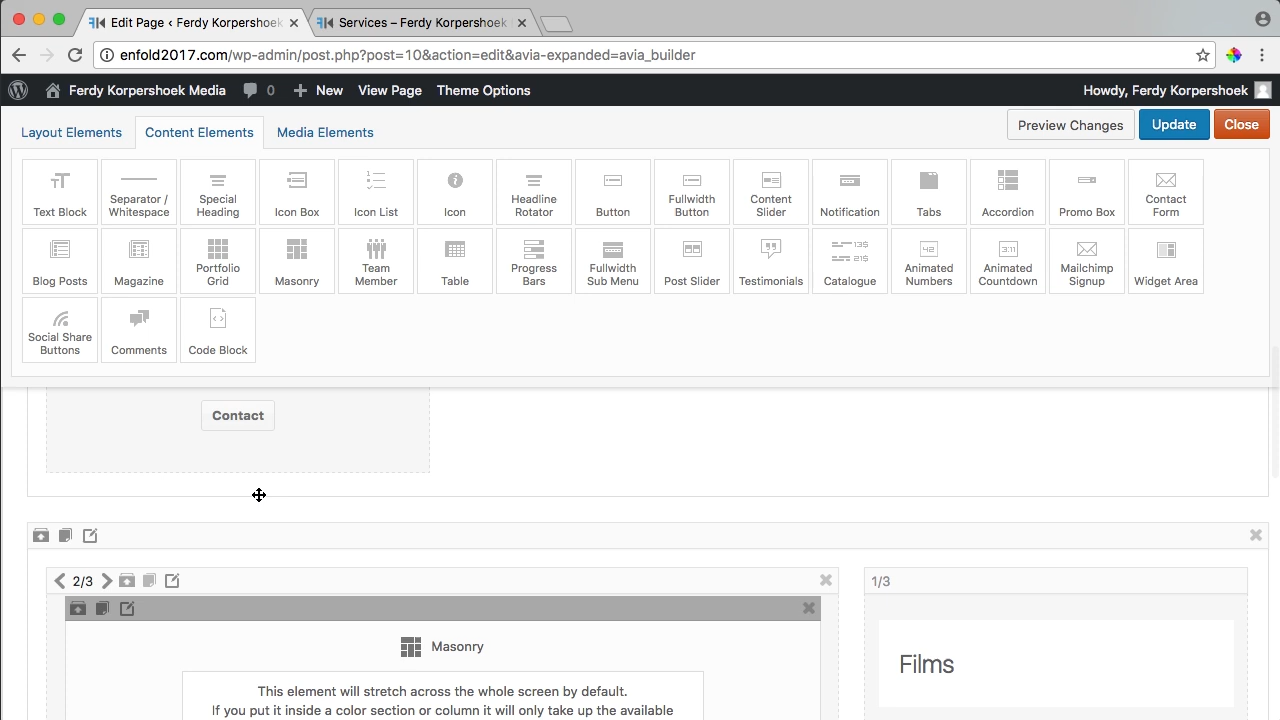 Edit Page ‹ Ferdy Korpershoek
Services – Ferdy Korpershoek
enfold2017.com/wp-admin/post.php?post=10&action=edit&avia-expanded=avia_builder
Ferdy Korpershoek Media 0 New View Page Theme Options Howdy, Ferdy Korpershoek
Layout Elements Content Elements Media Elements Preview Changes Update Close
Text Block
Separator /
Whitespace
Special
Heading
Icon Box
Icon List
Icon
Headline
Rotator
Button
Fullwidth
Button
Content
Slider
Notification
Tabs
Accordion
Promo Box
Contact
Form
Blog Posts
Magazine
Portfolio
Grid
Masonry
Team
Member
Table
Progress
Bars
Fullwidth
Sub Menu
Post Slider
Testimonials
13$
21$
Catalogue
42
Animated
Numbers
3:11
Animated
Countdown
Mailchimp
Signup
Widget Area
Social Share
Buttons
Comments
Code Block
Contact
2/3
1/3
Masonry
Films
This element will stretch across the whole screen by default.
If you put it inside a color section or column it will only take up the available